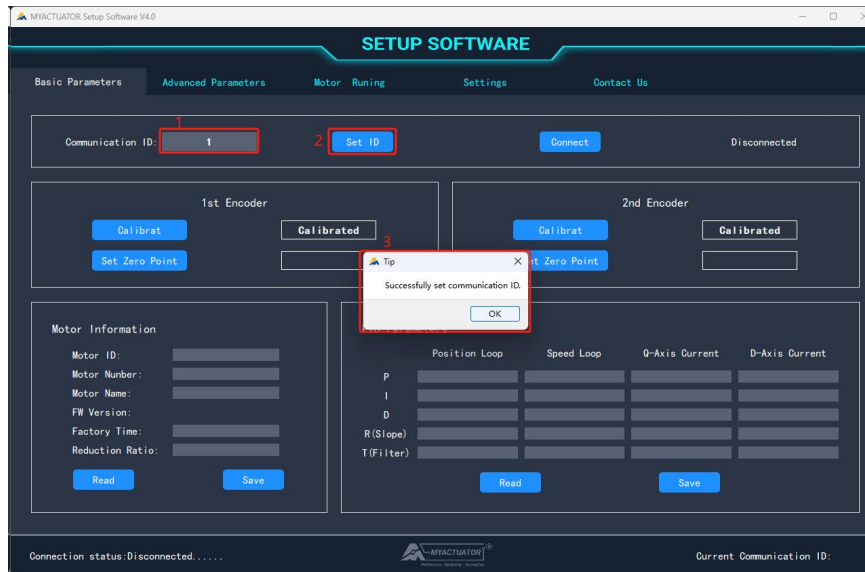 MYACTUATOR Setup Software V4.0
SETUP SOFTWARE
Basic Parameters Advanced Parameters Motor Runing Settings Contact Us
1
Communication ID: 1 2 Set ID Connect Disconnected
1st Encoder 2nd Encoder
Calibrat Calibrated Calibrat Calibrated
3
Set Zero Point Tip Zero Point
Successfully set communication ID.
OK
Motor Information
Motor ID:
Motor Nunber:
Motor Name:
FW Version:
Factory Time:
Reduction Ratio:
Read Save
Position Loop Speed Loop Q-Axis Current D-Axis Current
P
I
D
R(Slope)
T(Filter)
Read Save
Connection status:Disconnected...... MYACTUATOR ® Current Communication ID: